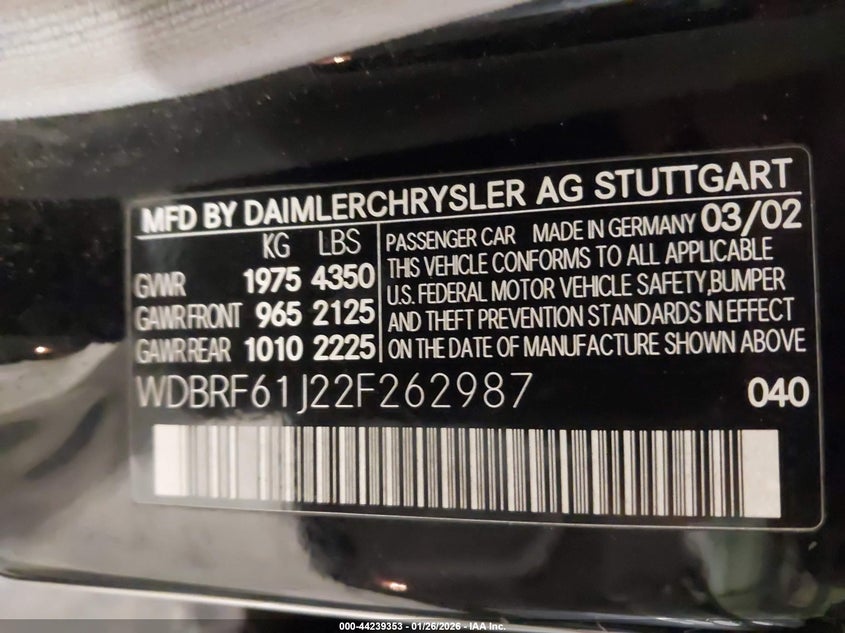 MFD BY DAIMLERCHRYSLER AG STUTTGART
KG LBS
GVWR 1975 4350
GAWR FRONT 965 2125
GAWR REAR 1010 2225
PASSENGER CAR MADE IN GERMANY 03/02
THIS VEHICLE CONFORMS TO ALL APPLICABLE
U.S. FEDERAL MOTOR VEHICLE SAFETY, BUMPER
AND THEFT PREVENTION STANDARDS IN EFFECT
ON THE DATE OF MANUFACTURE SHOWN ABOVE
WDBRF61J22F262987 040
000-44239353 - 01/26/2026 - IAA Inc.